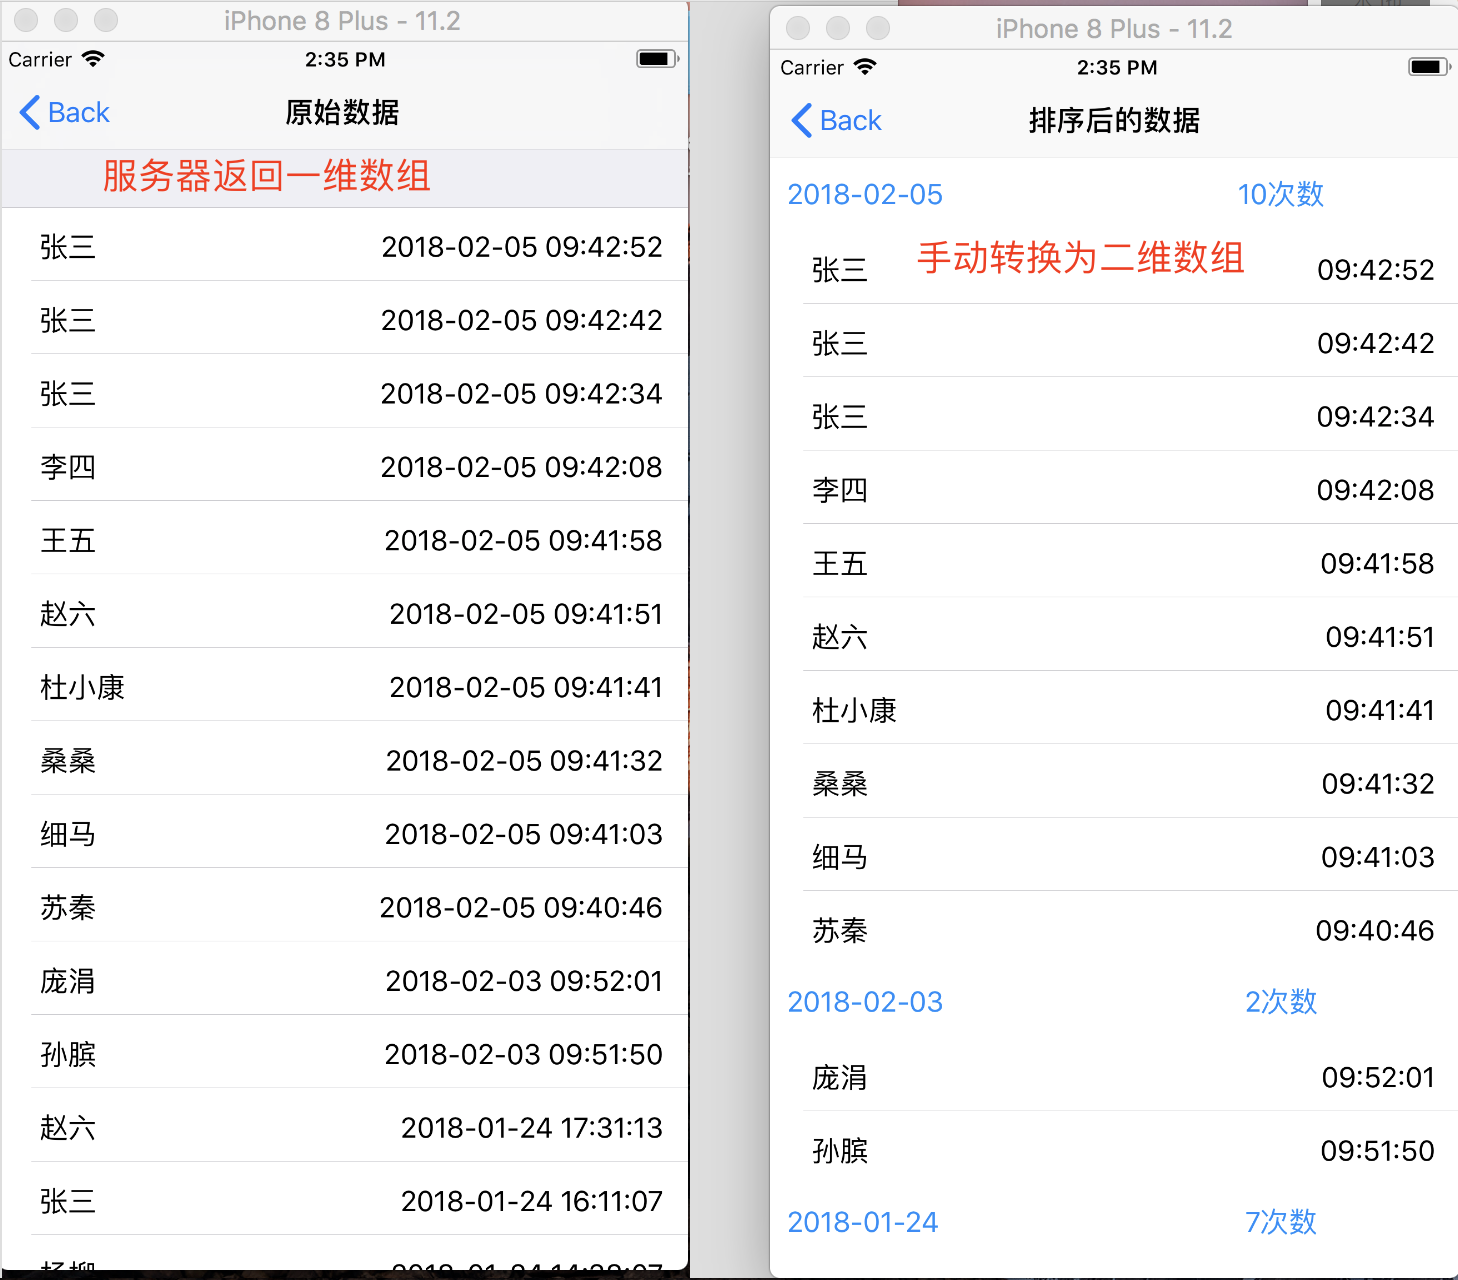 iPhone 8 Plus - 11.2
Carrier 2:35 PM
Back 原始数据
服务器返回一维数组
张三 2018-02-05 09:42:52
张三 2018-02-05 09:42:42
张三 2018-02-05 09:42:34
李四 2018-02-05 09:42:08
王五 2018-02-05 09:41:58
赵六 2018-02-05 09:41:51
杜小康 2018-02-05 09:41:41
桑桑 2018-02-05 09:41:32
细马 2018-02-05 09:41:03
苏秦 2018-02-05 09:40:46
庞涓 2018-02-03 09:52:01
孙膑 2018-02-03 09:51:50
赵六 2018-01-24 17:31:13
张三 2018-01-24 16:11:07
iPhone 8 Plus - 11.2
Carrier 2:35 PM
Back 排序后的数据
2018-02-05 10次数
手动转换为二维数组
张三 09:42:52
张三 09:42:42
张三 09:42:34
李四 09:42:08
王五 09:41:58
赵六 09:41:51
杜小康 09:41:41
桑桑 09:41:32
细马 09:41:03
苏秦 09:40:46
2018-02-03 2次数
庞涓 09:52:01
孙膑 09:51:50
2018-01-24 7次数